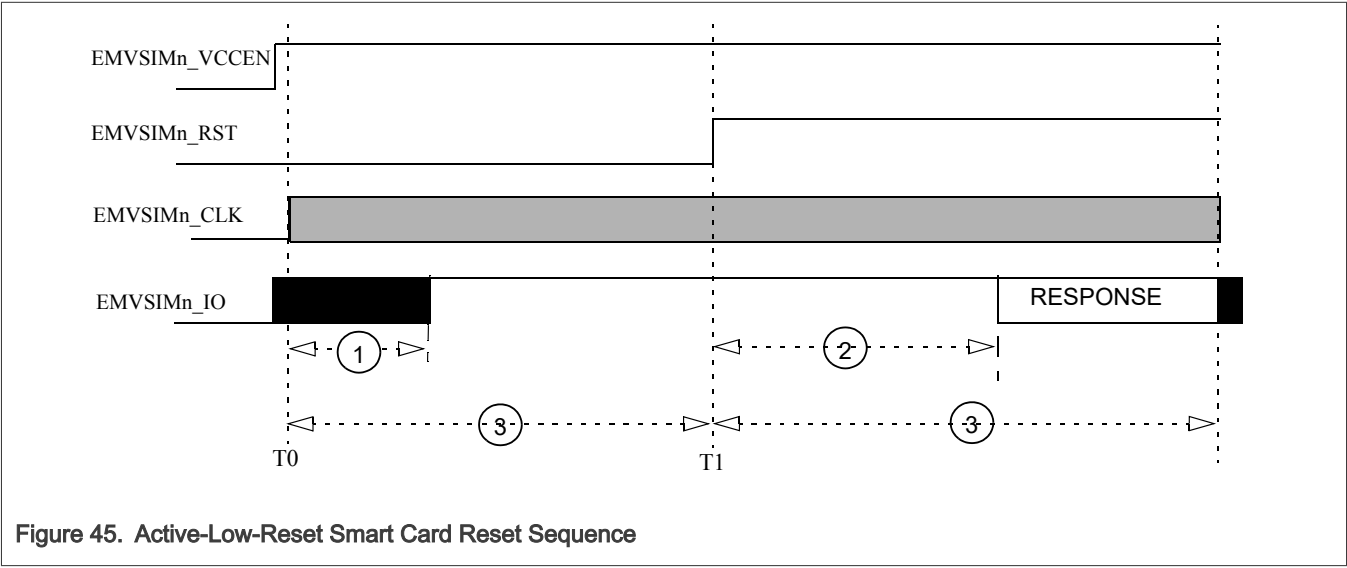 EMVSIMn_VCCEN
EMVSIMn_RST
EMVSIMn_CLK
EMVSIMn_IO
RESPONSE
1
2
3
3
T0
T1
Figure 45. Active-Low-Reset Smart Card Reset Sequence